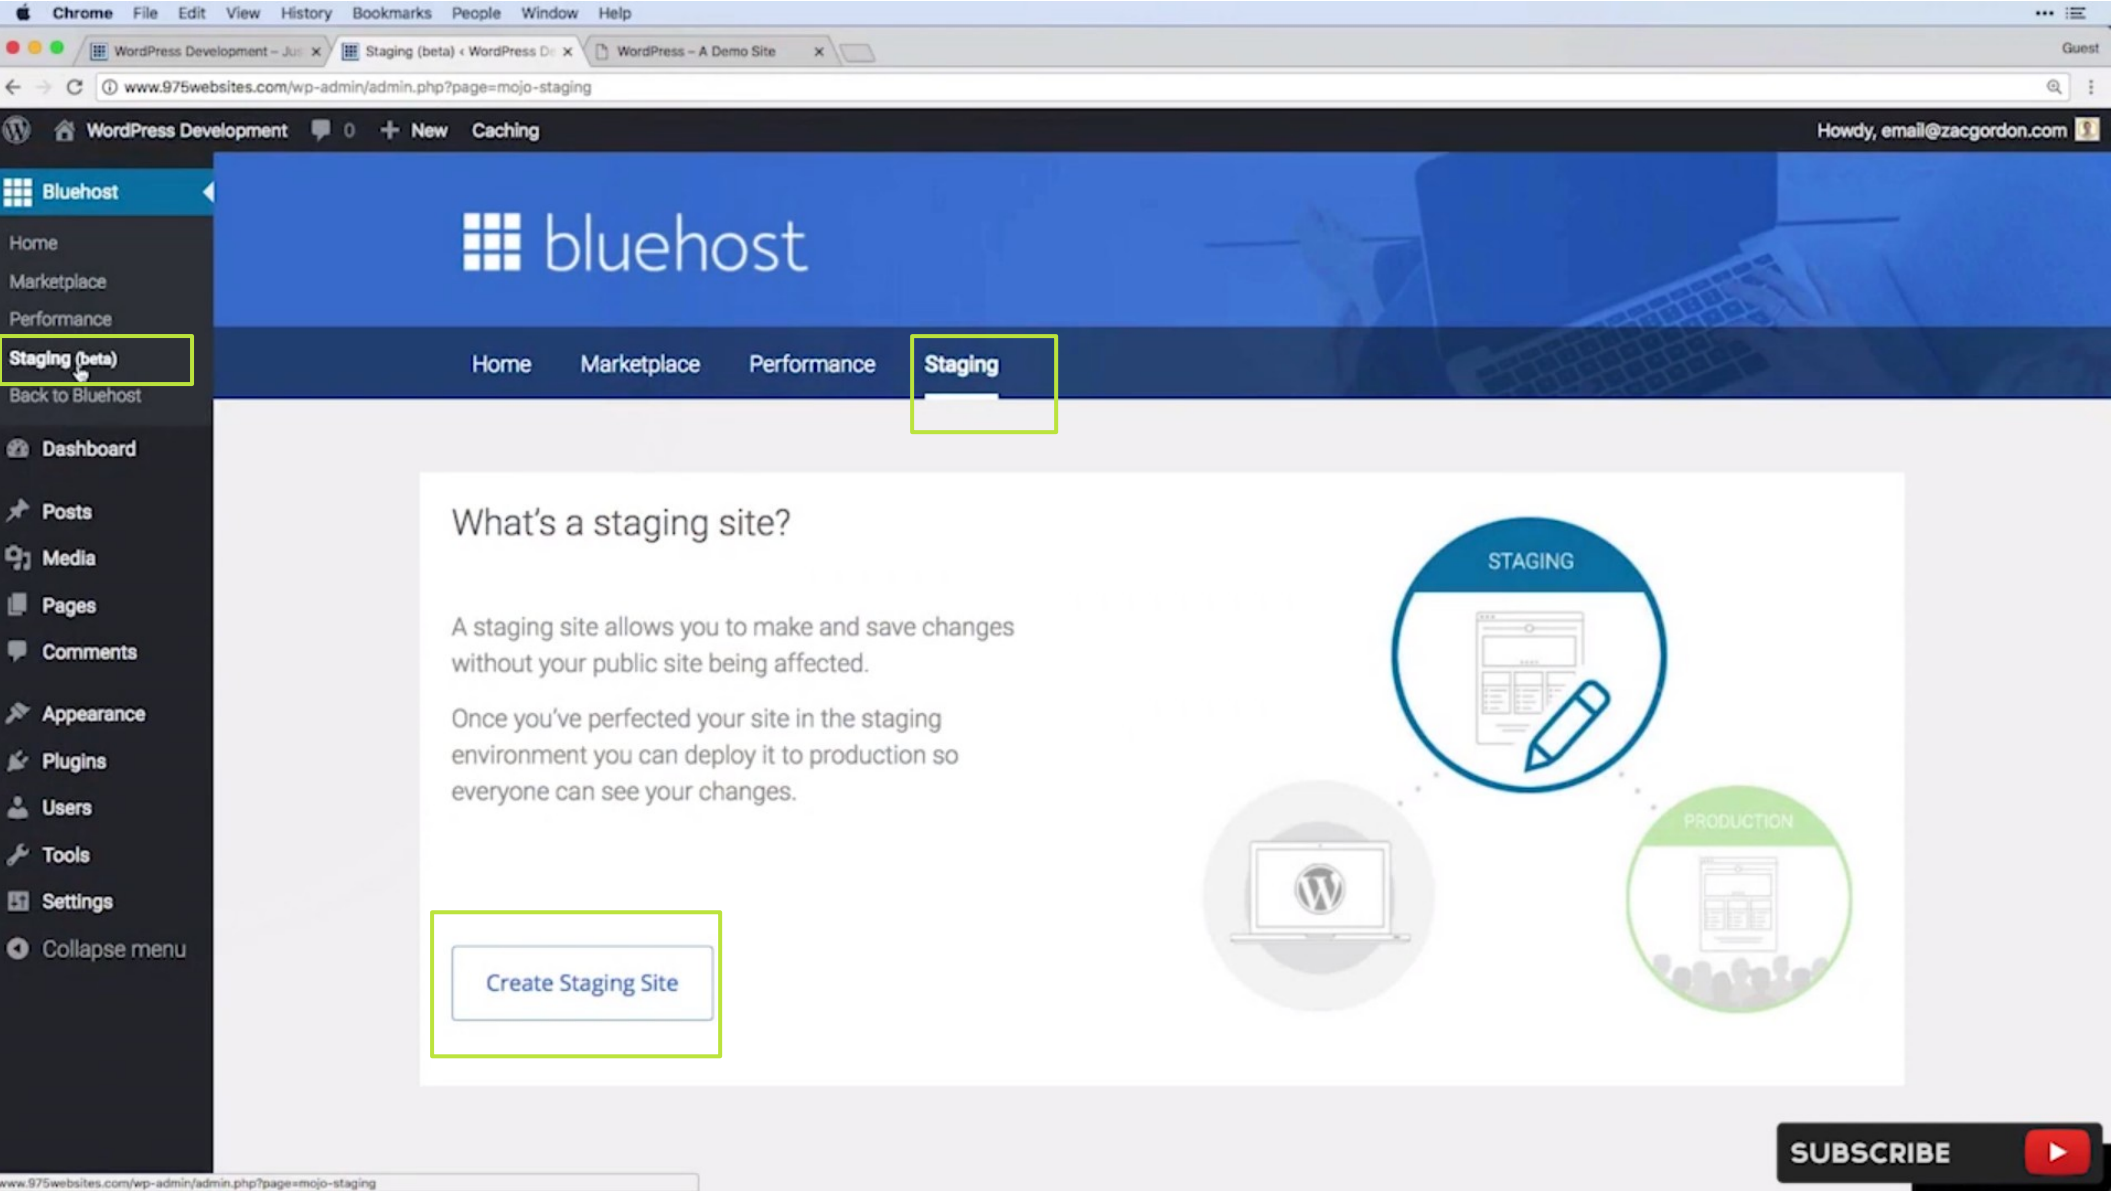 Chrome File Edit View History Bookmarks People Window Help
WordPress Development – Jus
Staging (beta) ‹ WordPress De
WordPress – A Demo Site
Guest
www.975websites.com/wp-admin/admin.php?page=mojo-staging
WordPress Development 0 + New Caching
Howdy, email@zacgordon.com
Bluehost
Home
Marketplace
Performance
Staging (beta)
Back to Bluehost
Dashboard
Posts
Media
Pages
Comments
Appearance
Plugins
Users
Tools
Settings
Collapse menu
bluehost
Home Marketplace Performance Staging
What's a staging site?
A staging site allows you to make and save changes
without your public site being affected.
Once you've perfected your site in the staging
environment you can deploy it to production so
everyone can see your changes.
Create Staging Site
STAGING
PRODUCTION
SUBSCRIBE
www.975websites.com/wp-admin/admin.php?page=mojo-staging